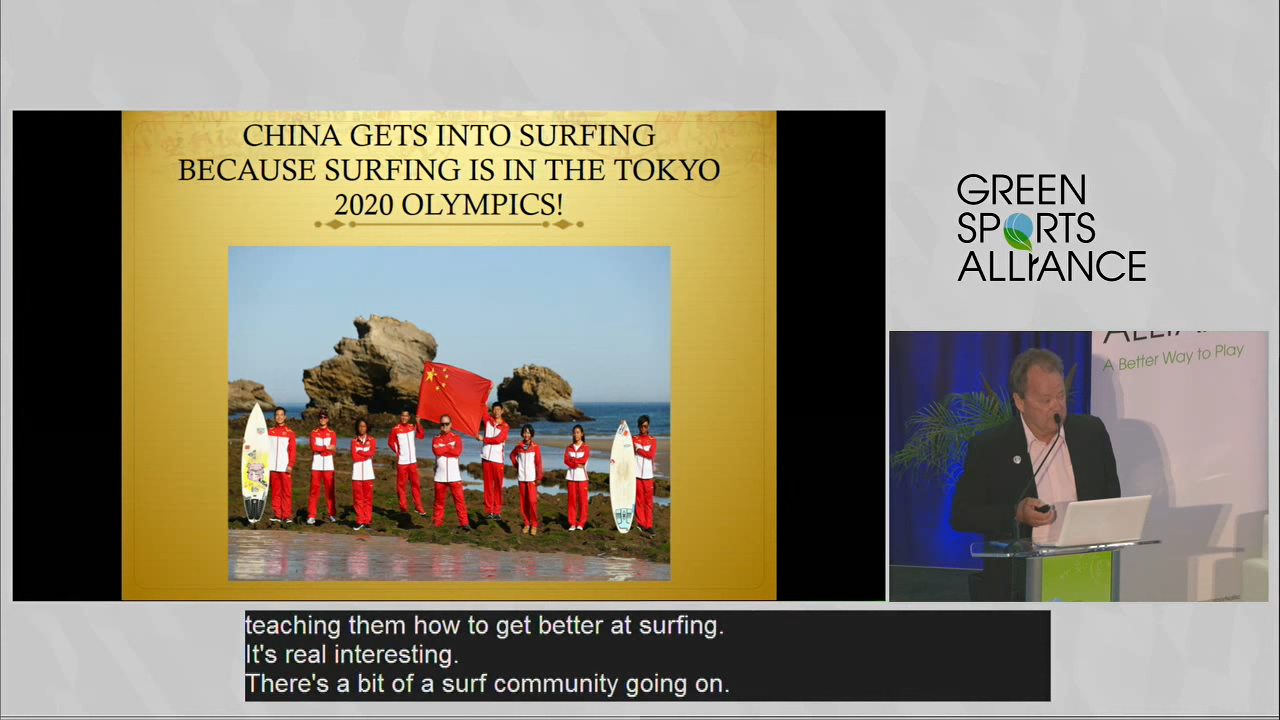 CHINA GETS INTO SURFING
BECAUSE SURFING IS IN THE TOKYO
2020 OLYMPICS!
GREEN
SPORTS
ALLIANCE
A Better Way to Play
teaching them how to get better at surfing.
It's real interesting.
There's a bit of a surf community going on.